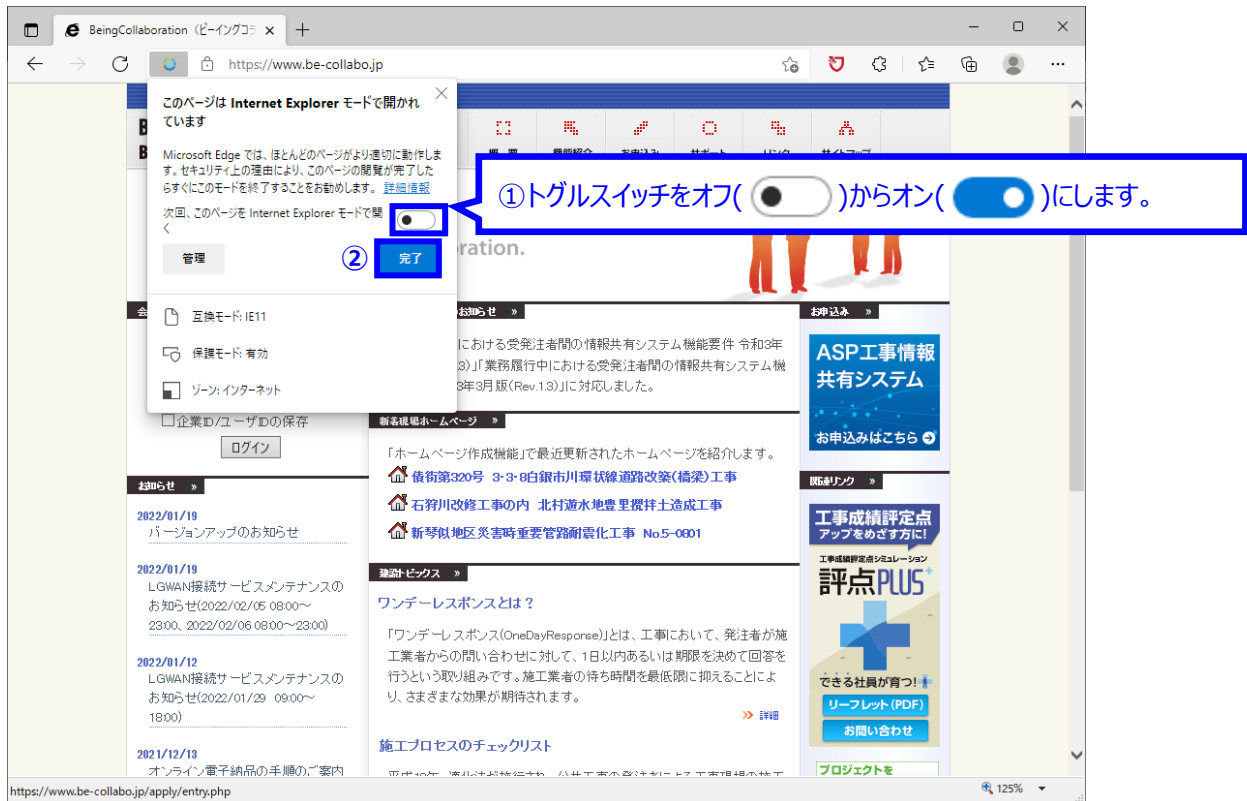 BeingCollaboration (ビーイングコラ
https://www.be-collabo.jp
このページは Internet Explorer モードで開かれ
ています
Microsoft Edge では、ほとんどのページがより適切に動作しま
す。セキュリティ上の理由により、このページの閲覧が完了した
らすぐにこのモードを終了することをお勧めします。 詳細情報
次回、このページを Internet Explorer モードで開
く
管理
② 完了
互換モード: IE11
保護モード: 有効
ゾーン: インターネット
①トグルスイッチをオフ( )からオン( )にします。
ration.
企業ID/ユーザIDの保存
ログイン
お知らせ »
2022/01/19
バージョンアップのお知らせ
2022/01/19
LGWAN接続サービスメンテナンスの
お知らせ(2022/02/05 08:00～
23:00、2022/02/06 08:00～23:00)
2022/01/12
LGWAN接続サービスメンテナンスの
お知らせ(2022/01/29 09:00～
18:00)
2021/12/13
オンライン電子納品の手順のご案内
お知らせ »
における受発注者間の情報共有システム機能要件 令和3年
3)」「業務履行中における受発注者間の情報共有システム機
3年3月版(Rev.1.3)」に対応しました。
新着現場ホームページ »
「ホームページ作成機能」で最近更新されたホームページを紹介します。
債街第320号 3・3・8白銀市川環状線道路改築(橋梁)工事
石狩川改修工事の内 北村遊水地豊里撹拌土造成工事
新琴似地区災害時重要管路耐震化工事 No.5-0801
建設トピックス »
ワンデーレスポンスとは？
「ワンデーレスポンス(OneDayResponse)」とは、工事において、発注者が施
工業者からの問い合わせに対して、1日以内あるいは期限を決めて回答を
行うという取り組みです。施工業者の待ち時間を最低限に抑えることによ
り、さまざまな効果が期待されます。
詳細
施工プロセスのチェックリスト
お申込み »
ASP工事情報
共有システム
お申込みはこちら
関連リンク »
工事成績評定点
アップをめざす方に!
工事成績評定点シミュレーション
評点PLUS+
できる社員が育つ!
リーフレット(PDF)
お問い合わせ
プロジェクトを
https://www.be-collabo.jp/apply/entry.php
125%